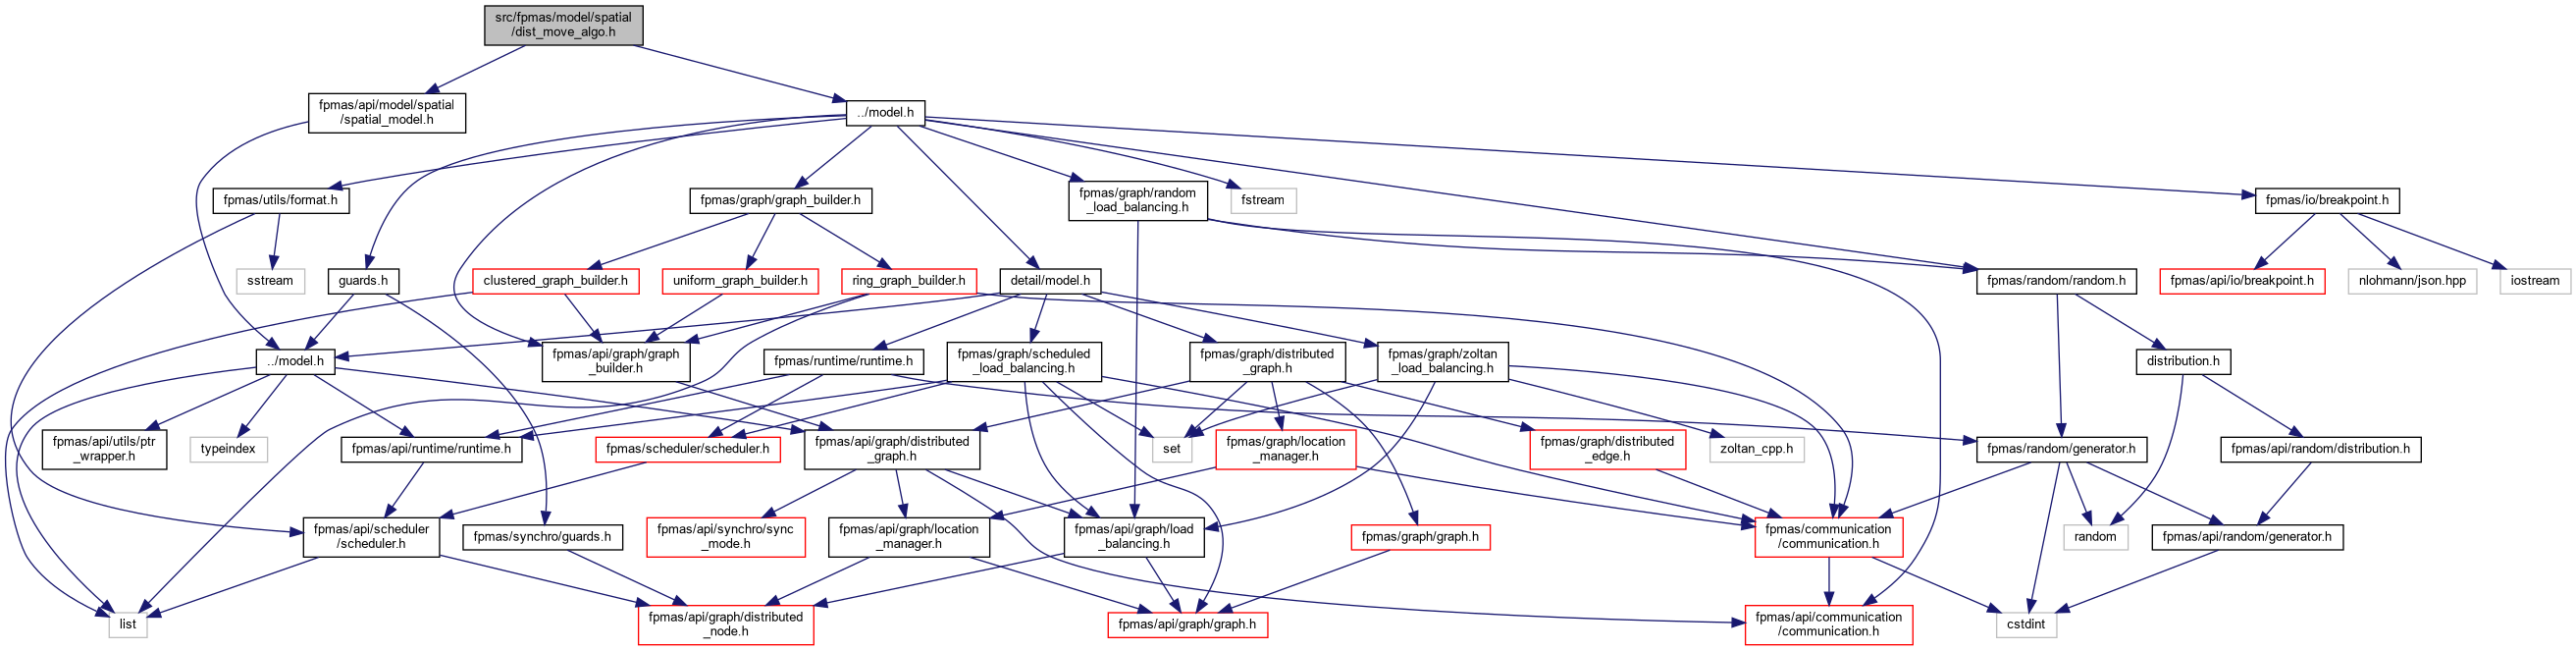 src/fpmas/model/spatial
/dist_move_algo.h
fpmas/api/model/spatial
/spatial_model.h
../model.h
fpmas/utils/format.h
fpmas/graph/graph_builder.h
fpmas/graph/random
_load_balancing.h
fstream
fpmas/io/breakpoint.h
sstream
guards.h
clustered_graph_builder.h
uniform_graph_builder.h
ring_graph_builder.h
detail/model.h
fpmas/random/random.h
fpmas/api/io/breakpoint.h
nlohmann/json.hpp
iostream
../model.h
fpmas/api/graph/graph
_builder.h
fpmas/runtime/runtime.h
fpmas/graph/scheduled
_load_balancing.h
fpmas/graph/distributed
_graph.h
fpmas/graph/zoltan
_load_balancing.h
distribution.h
fpmas/api/utils/ptr
_wrapper.h
typeindex
fpmas/api/runtime/runtime.h
fpmas/scheduler/scheduler.h
fpmas/api/graph/distributed
_graph.h
set
fpmas/graph/location
_manager.h
fpmas/graph/distributed
_edge.h
zoltan_cpp.h
fpmas/random/generator.h
fpmas/api/random/distribution.h
fpmas/api/scheduler
/scheduler.h
fpmas/synchro/guards.h
fpmas/api/synchro/sync
_mode.h
fpmas/api/graph/location
_manager.h
fpmas/api/graph/load
_balancing.h
fpmas/graph/graph.h
fpmas/communication
/communication.h
random
fpmas/api/random/generator.h
list
fpmas/api/graph/distributed
_node.h
fpmas/api/graph/graph.h
fpmas/api/communication
/communication.h
cstdint